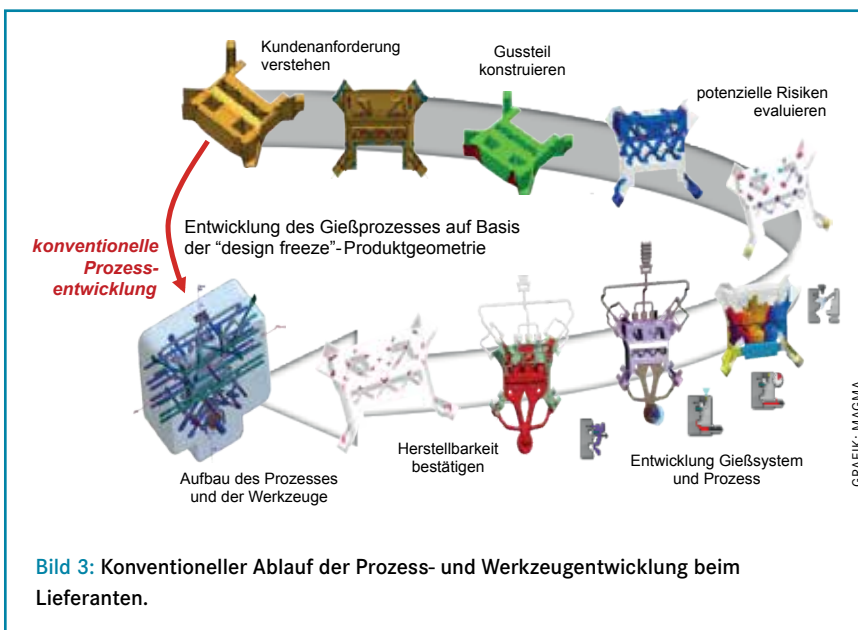 Kundenanforderung
verstehen
Gussteil
konstruieren
potenzielle Risiken
evaluieren
konventionelle
Prozess-
entwicklung
Entwicklung des Gießprozesses auf Basis
der “design freeze”-Produktgeometrie
Aufbau des Prozesses
und der Werkzeuge
Herstellbarkeit
bestätigen
Entwicklung Gießsystem
und Prozess
GRAFIK: MAGMA
Bild 3: Konventioneller Ablauf der Prozess- und Werkzeugentwicklung beim
Lieferanten.